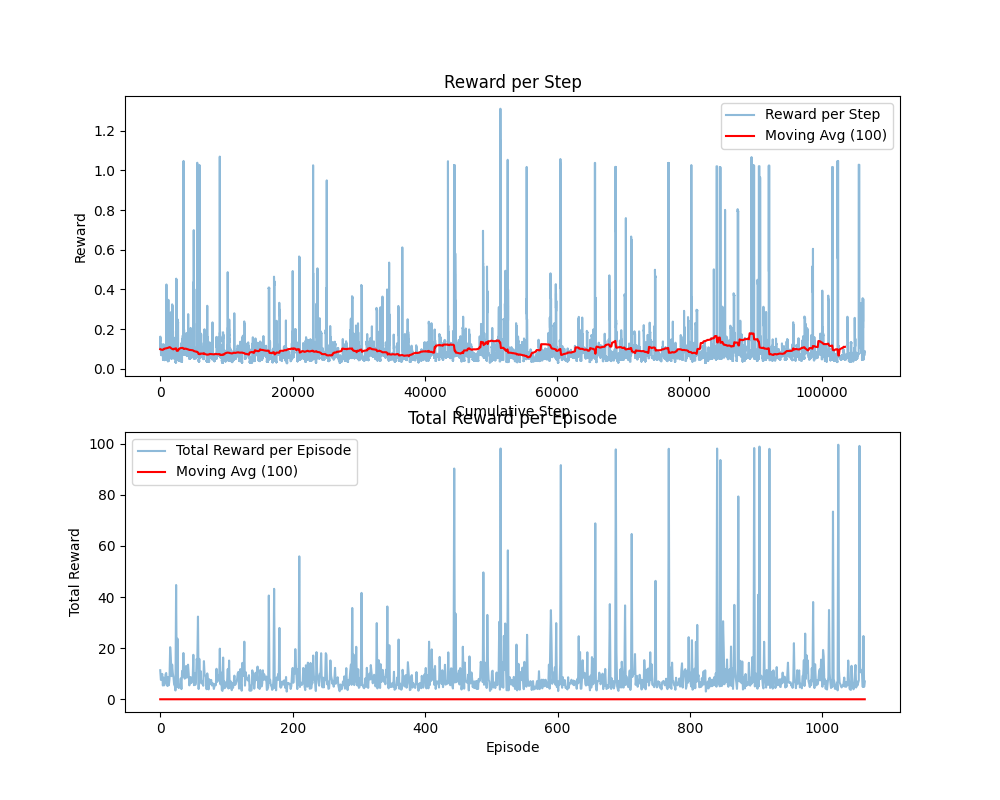 Reward per Step
Reward per Step
Moving Avg (100)
Reward
1.2
1.0
0.8
0.6
0.4
0.2
0.0
0 20000 40000 60000 80000 100000
Cumulative Step
Total Reward per Episode
Total Reward per Episode
Moving Avg (100)
Total Reward
100
80
60
40
20
0
0 200 400 600 800 1000
Episode